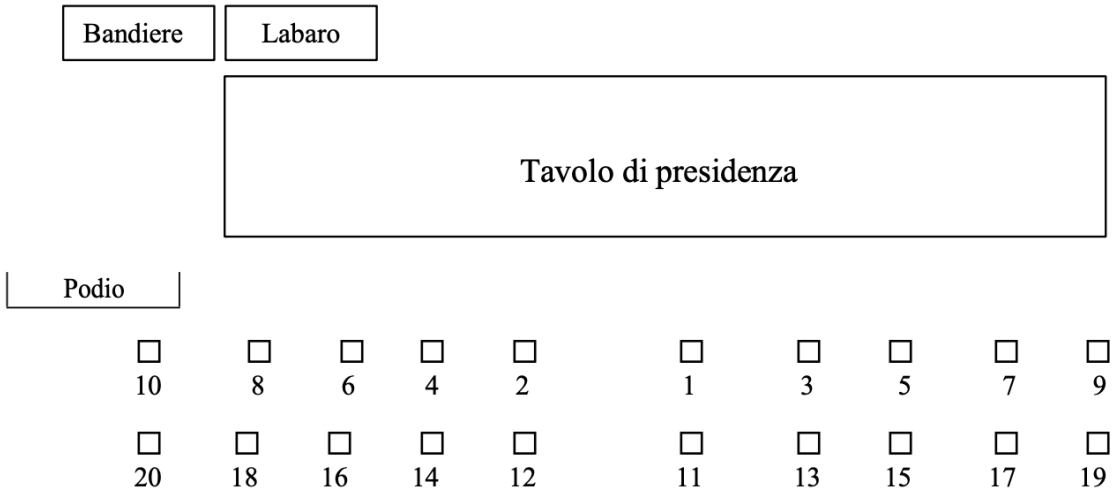 Bandiere Labaro
Tavolo di presidenza
Podio
10 8 6 4 2 1 3 5 7 9
20 18 16 14 12 11 13 15 17 19